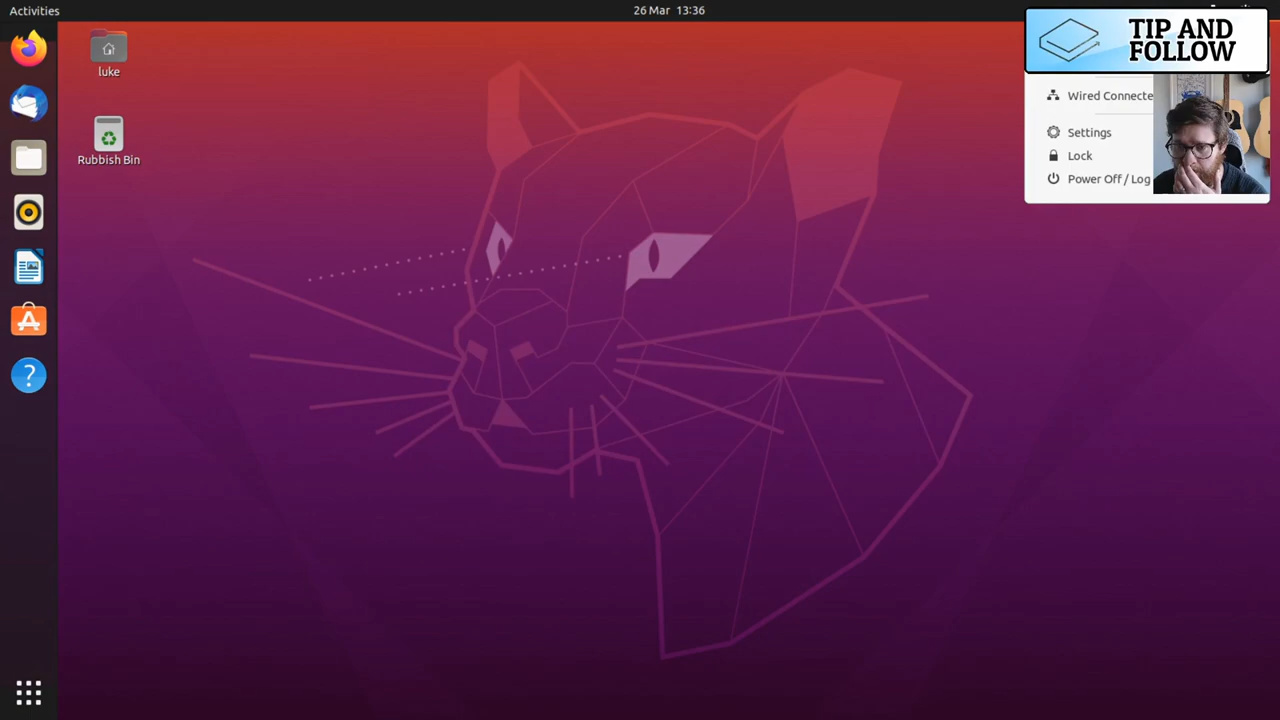 Activities
26 Mar 13:36
TIP AND
FOLLOW
luke
Rubbish Bin
Wired Connecte
Settings
Lock
Power Off / Log
?